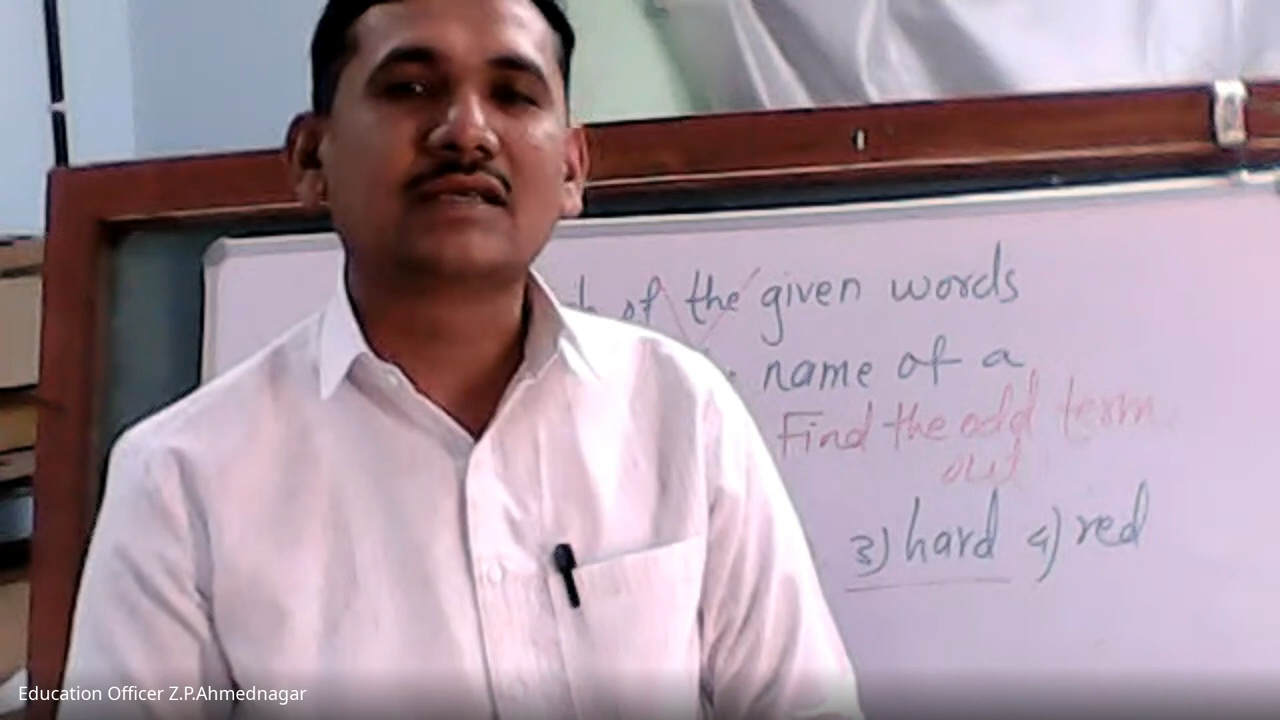 of the given words
name of a
Find the odd term
out
3) hard 4) red
Education Officer Z.P.Ahmednagar